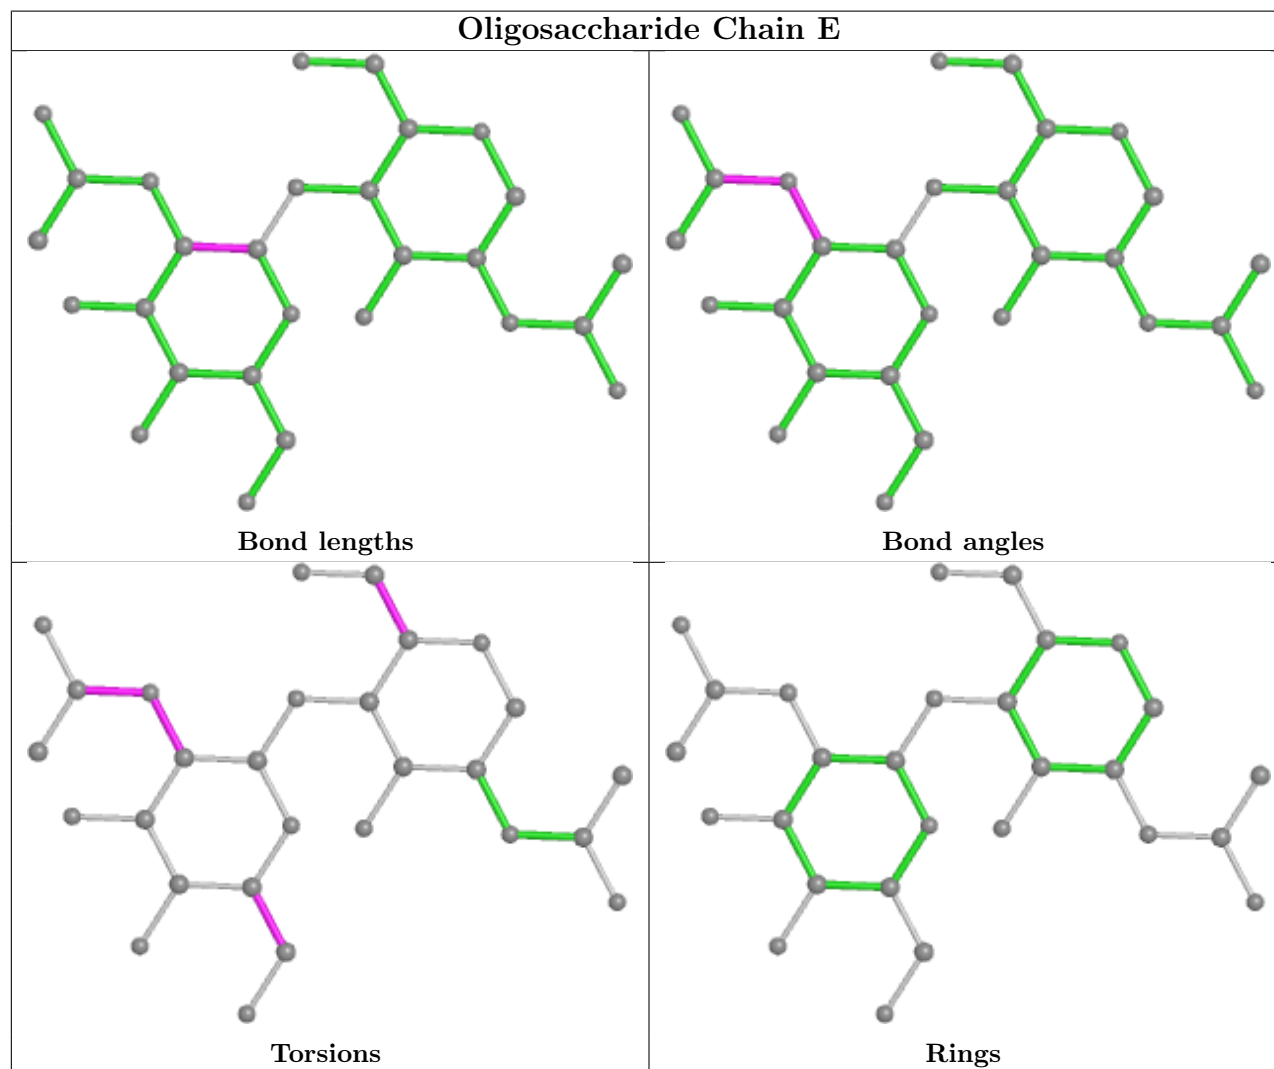 Oligosaccharide Chain E
Bond lengths
Bond angles
Torsions
Rings